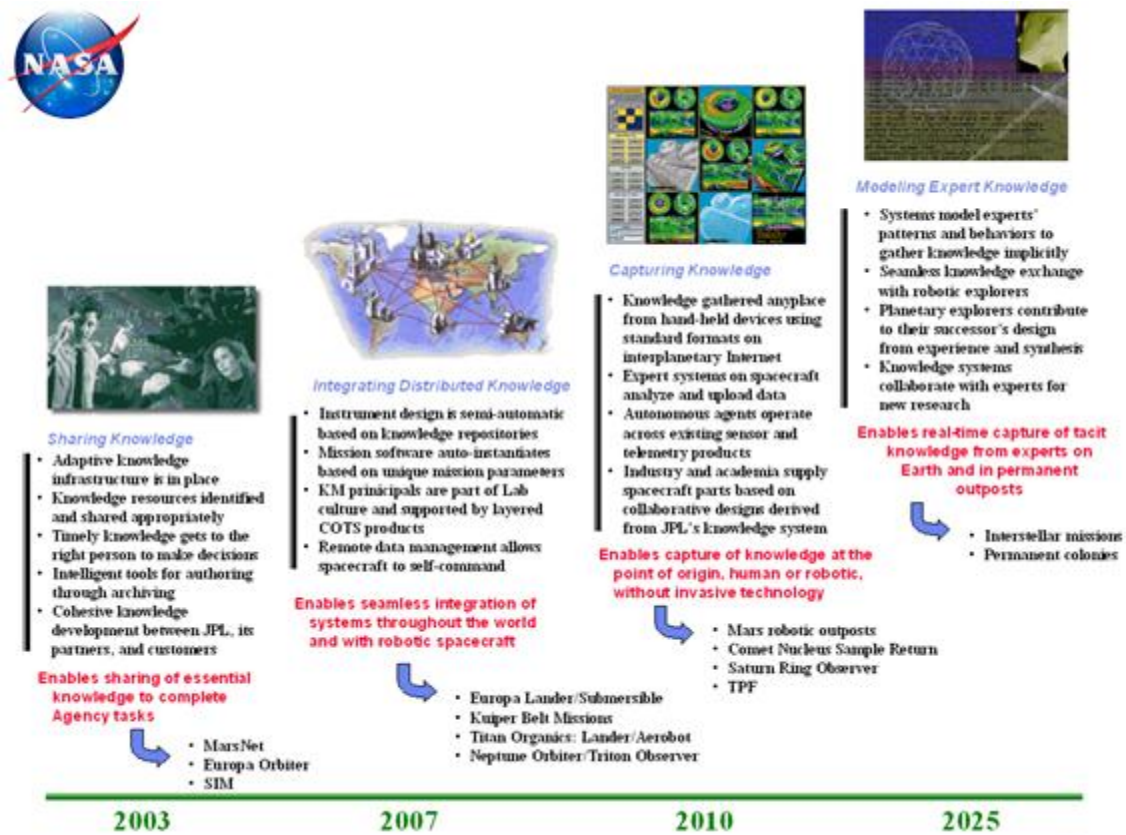 NASA
Sharing Knowledge
• Adaptive knowledge
infrastructure is in place
• Knowledge resources identified
and shared appropriately
• Timely knowledge gets to the
right person to make decisions
• Intelligent tools for authoring
through archiving
• Cohesive knowledge
development between JPL, its
partners, and customers
Enables sharing of essential
knowledge to complete
Agency tasks
• MarsNet
• Europa Orbiter
• SIM
Integrating Distributed Knowledge
• Instrument design is semi-automatic
based on knowledge repositories
• Mission software auto-instantiates
based on unique mission parameters
• KM prinicipals are part of Lab
culture and supported by layered
COTS products
• Remote data management allows
spacecraft to self-command
Enables seamless integration of
systems throughout the world
and with robotic spacecraft
• Europa Lander/Submersible
• Kuiper Belt Missions
• Titan Organics: Lander/Aerobot
• Neptune Orbiter/Triton Observer
Capturing Knowledge
• Knowledge gathered anyplace
from hand-held devices using
standard formats on
interplanetary Internet
• Expert systems on spacecraft
analyze and upload data
• Autonomous agents operate
across existing sensor and
telemetry products
• Industry and academia supply
spacecraft parts based on
collaborative designs derived
from JPL's knowledge system
Enables capture of knowledge at the
point of origin, human or robotic,
without invasive technology
• Mars robotic outposts
• Comet Nucleus Sample Return
• Saturn Ring Observer
• TPF
Modeling Expert Knowledge
• Systems model experts'
patterns and behaviors to
gather knowledge implicitly
• Seamless knowledge exchange
with robotic explorers
• Planetary explorers contribute
to their successor's design
from experience and synthesis
• Knowledge systems
collaborate with experts for
new research
Enables real-time capture of tacit
knowledge from experts on
Earth and in permanent
outposts
• Interstellar missions
• Permanent colonies
2003
2007
2010
2025